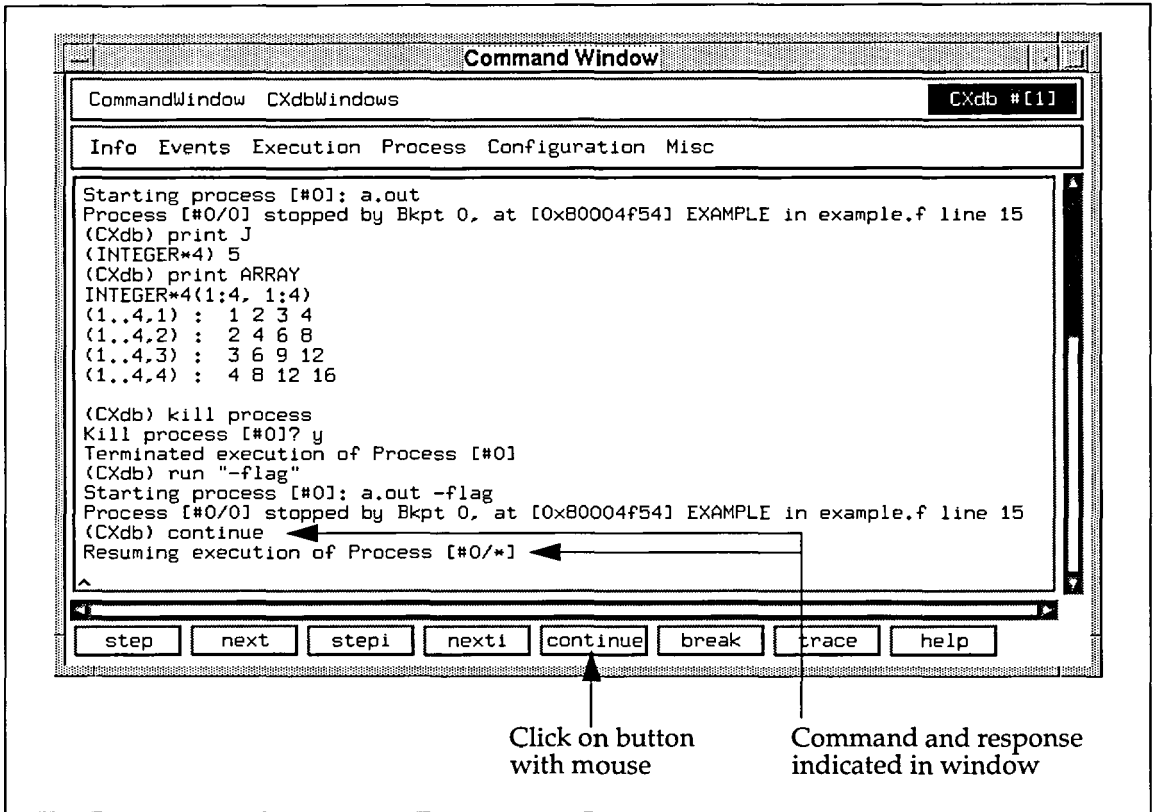 Command Window
CommandWindow CXdbWindows CXdb #[1]
Info Events Execution Process Configuration Misc
Starting process [#0]: a.out
Process [#0/0] stopped by Bkpt 0, at [0x80004f54] EXAMPLE in example.f line 15
(CXdb) print J
(INTEGER*4) 5
(CXdb) print ARRAY
INTEGER*4(1:4, 1:4)
(1..4,1) : 1 2 3 4
(1..4,2) : 2 4 6 8
(1..4,3) : 3 6 9 12
(1..4,4) : 4 8 12 16
(CXdb) kill process
Kill process [#0]? y
Terminated execution of Process [#0]
(CXdb) run "-flag"
Starting process [#0]: a.out -flag
Process [#0/0] stopped by Bkpt 0, at [0x80004f54] EXAMPLE in example.f line 15
(CXdb) continue
Resuming execution of Process [#0/*]
^
step next stepi nexti continue break trace help
Click on button
with mouse
Command and response
indicated in window